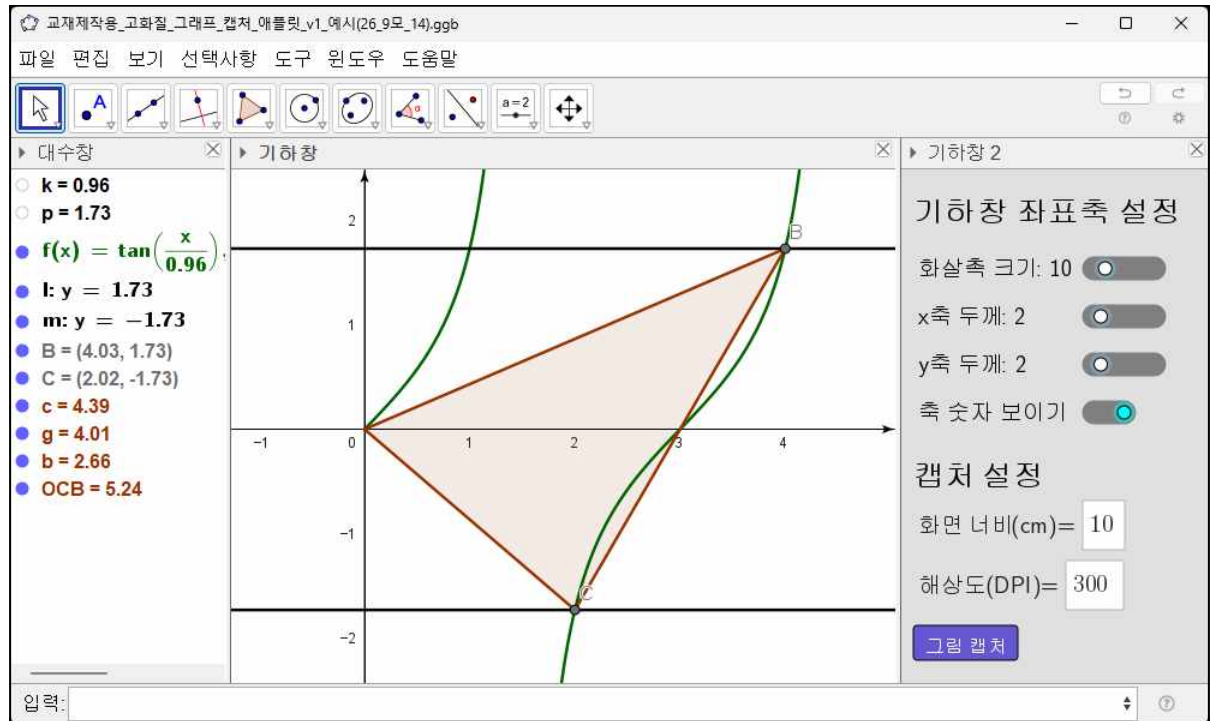 교재제작용_고화질_그래프_캡처_애플릿_v1_예시(26_9모_14).ggb
파일 편집 보기 선택사항 도구 윈도우 도움말
A
α
a=2
대수창
기하창
기하창 2
k = 0.96
p = 1.73
f(x) = tan(x/0.96),
l: y = 1.73
m: y = −1.73
B = (4.03, 1.73)
C = (2.02, -1.73)
c = 4.39
g = 4.01
b = 2.66
OCB = 5.24
2
B
1
−1 0 1 2 3 4
−1
C
−2
기하창 좌표축 설정
화살촉 크기: 10
x축 두께: 2
y축 두께: 2
축 숫자 보이기
캡처 설정
화면 너비(cm)= 10
해상도(DPI)= 300
그림 캡처
입력: